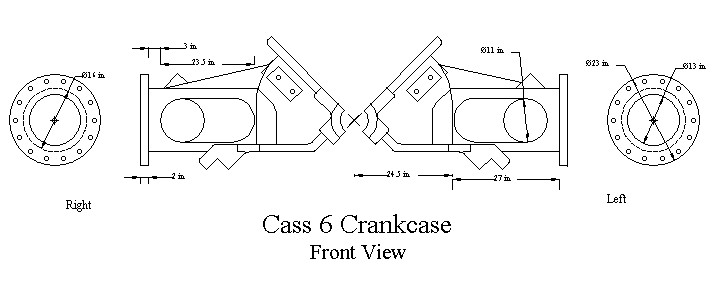 3 in.
23.5 in.
Ø11 in.
Ø16 in.
Ø23 in.
Ø13 in.
2 in.
24.5 in.
27 in.
Right
Left
Cass 6 Crankcase
Front View